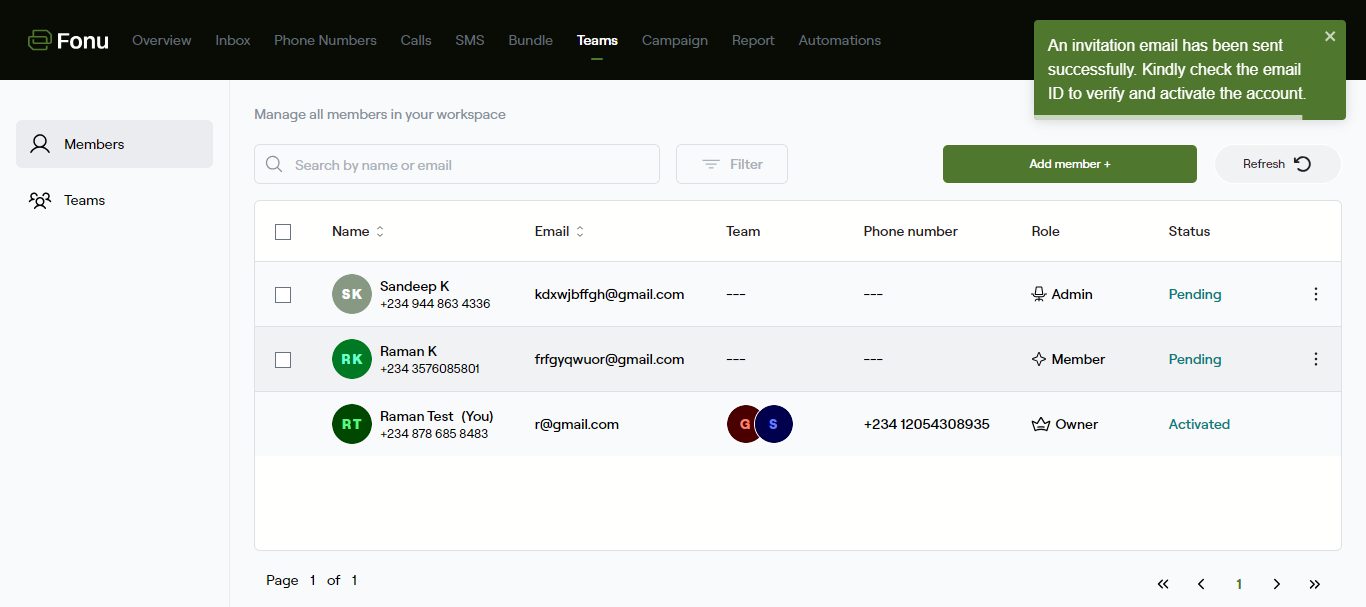 Fonu Overview Inbox Phone Numbers Calls SMS Bundle Teams Campaign Report Automations
An invitation email has been sent
successfully. Kindly check the email
ID to verify and activate the account.
Members
Teams
Manage all members in your workspace
Search by name or email Filter Add member + Refresh
Name Email Team Phone number Role Status
SK Sandeep K kdxwjbffgh@gmail.com --- --- Admin Pending
+234 944 863 4336
RK Raman K frfgyqwuor@gmail.com --- --- Member Pending
+234 3576085801
RT Raman Test (You) r@gmail.com G S +234 12054308935 Owner Activated
+234 878 685 8483
Page 1 of 1 1